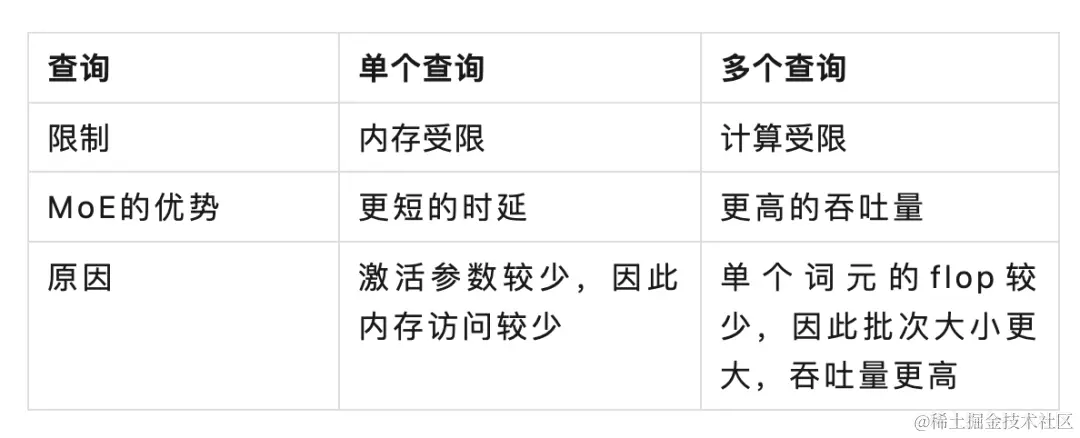 查询 单个查询 多个查询
限制 内存受限 计算受限
MoE的优势 更短的时延 更高的吞吐量
原因 激活参数较少，因此 单个词元的flop较
内存访问较少 少，因此批次大小更
大，吞吐量更高
@稀土掘金技术社区